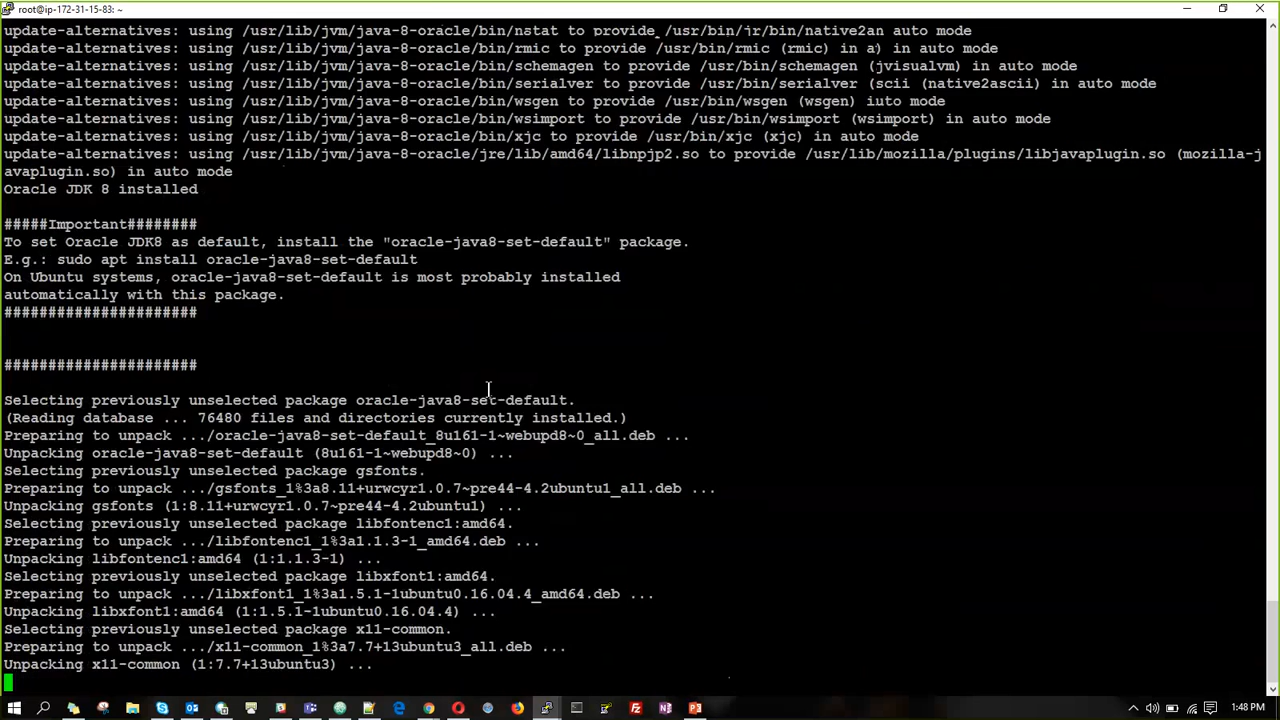 root@ip-172-31-15-83: ~
update-alternatives: using /usr/lib/jvm/java-8-oracle/bin/nstat to provide /usr/bin/jr/bin/native2an auto mode
update-alternatives: using /usr/lib/jvm/java-8-oracle/bin/rmic to provide /usr/bin/rmic (rmic) in a) in auto mode
update-alternatives: using /usr/lib/jvm/java-8-oracle/bin/schemagen to provide /usr/bin/schemagen (jvisualvm) in auto mode
update-alternatives: using /usr/lib/jvm/java-8-oracle/bin/serialver to provide /usr/bin/serialver (scii (native2ascii) in auto mode
update-alternatives: using /usr/lib/jvm/java-8-oracle/bin/wsgen to provide /usr/bin/wsgen (wsgen) iuto mode
update-alternatives: using /usr/lib/jvm/java-8-oracle/bin/wsimport to provide /usr/bin/wsimport (wsimport) in auto mode
update-alternatives: using /usr/lib/jvm/java-8-oracle/bin/xjc to provide /usr/bin/xjc (xjc) in auto mode
update-alternatives: using /usr/lib/jvm/java-8-oracle/jre/lib/amd64/libnpjp2.so to provide /usr/lib/mozilla/plugins/libjavaplugin.so (mozilla-j
avaplugin.so) in auto mode
Oracle JDK 8 installed
#####Important########
To set Oracle JDK8 as default, install the "oracle-java8-set-default" package.
E.g.: sudo apt install oracle-java8-set-default
On Ubuntu systems, oracle-java8-set-default is most probably installed
automatically with this package.
######################
######################
Selecting previously unselected package oracle-java8-set-default.
(Reading database ... 76480 files and directories currently installed.)
Preparing to unpack .../oracle-java8-set-default_8u161-1~webupd8~0_all.deb ...
Unpacking oracle-java8-set-default (8u161-1~webupd8~0) ...
Selecting previously unselected package gsfonts.
Preparing to unpack .../gsfonts_1%3a8.11+urwcyr1.0.7~pre44-4.2ubuntu1_all.deb ...
Unpacking gsfonts (1:8.11+urwcyr1.0.7~pre44-4.2ubuntu1) ...
Selecting previously unselected package libfontenc1:amd64.
Preparing to unpack .../libfontenc1_1%3a1.1.3-1_amd64.deb ...
Unpacking libfontenc1:amd64 (1:1.1.3-1) ...
Selecting previously unselected package libxfont1:amd64.
Preparing to unpack .../libxfont1_1%3a1.5.1-1ubuntu0.16.04.4_amd64.deb ...
Unpacking libxfont1:amd64 (1:1.5.1-1ubuntu0.16.04.4) ...
Selecting previously unselected package x11-common.
Preparing to unpack .../x11-common_1%3a7.7+13ubuntu3_all.deb ...
Unpacking x11-common (1:7.7+13ubuntu3) ...
1:48 PM